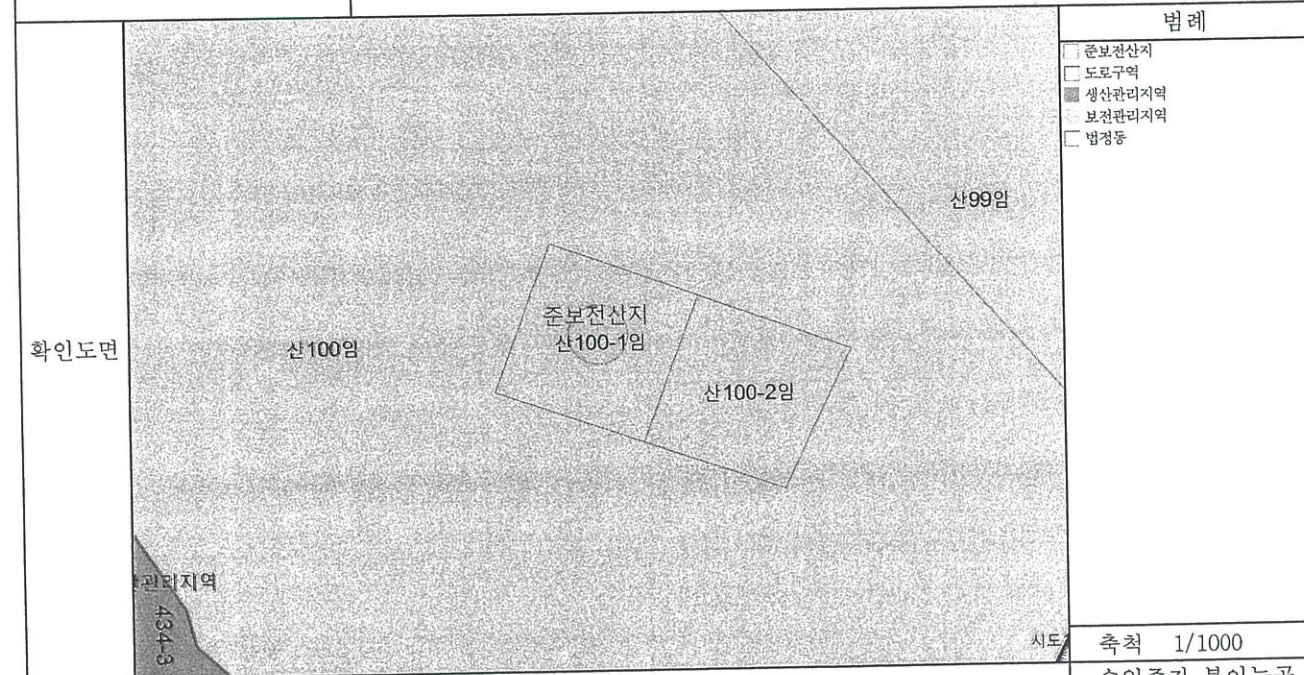 범례
준보전산지
도로구역
생산관리지역
보전관리지역
법정동
확인도면
산99임
준보전산지
산100-1임
산100임
산100-2임
관리지역
434-3
시도
축척 1/1000